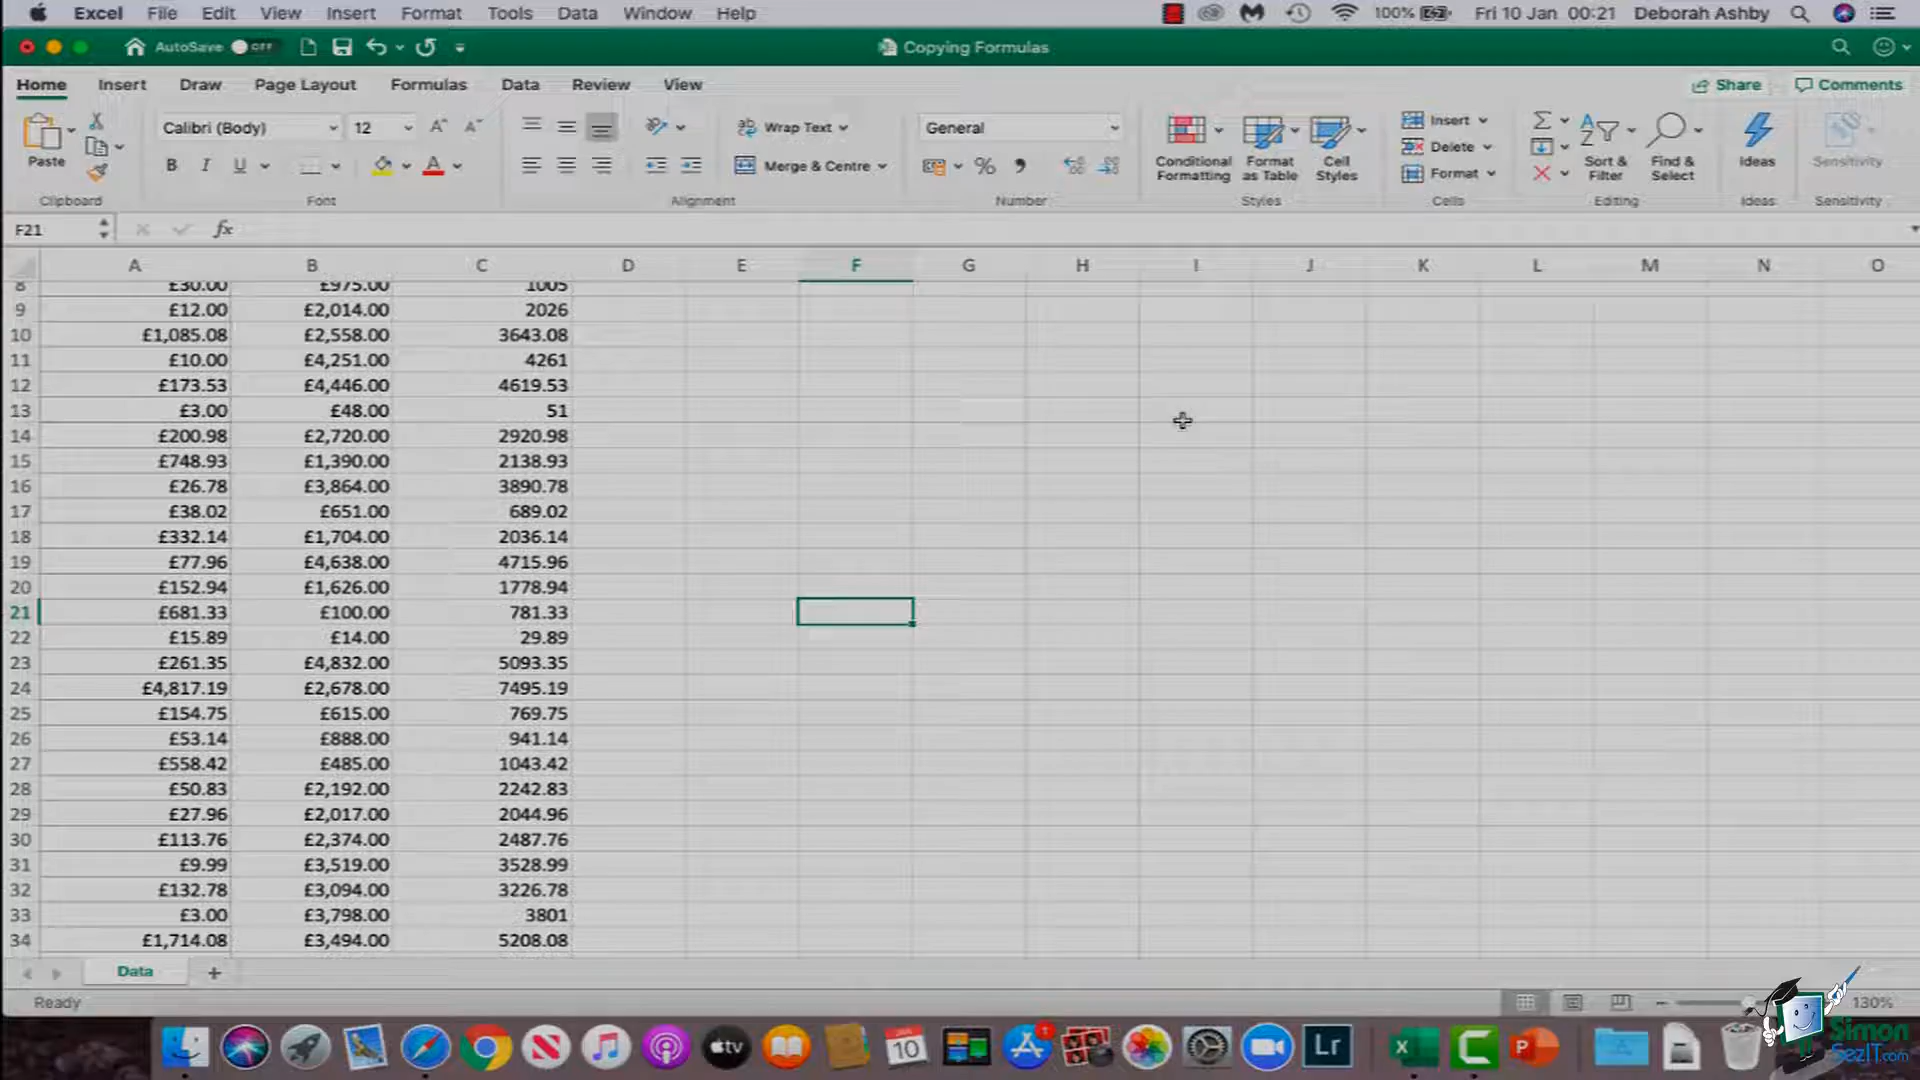 Excel File Edit View Insert Format Tools Data Window Help 100% Fri 10 Jan 00:21 Deborah Ashby
AutoSave OFF Copying Formulas
Home Insert Draw Page Layout Formulas Data Review View Share Comments
Paste Calibri (Body) 12 Wrap Text General Conditional Formatting Format as Table Cell Styles Insert Sort & Filter Find & Select Ideas Sensitivity
B I U Merge & Centre % Delete
Format
Clipboard Font Alignment Number Styles Cells Editing Ideas Sensitivity
F21 fx
A B C D E F G H I J K L M N O
8 £30.00 £975.00 1005
9 £12.00 £2,014.00 2026
10 £1,085.08 £2,558.00 3643.08
11 £10.00 £4,251.00 4261
12 £173.53 £4,446.00 4619.53
13 £3.00 £48.00 51
14 £200.98 £2,720.00 2920.98
15 £748.93 £1,390.00 2138.93
16 £26.78 £3,864.00 3890.78
17 £38.02 £651.00 689.02
18 £332.14 £1,704.00 2036.14
19 £77.96 £4,638.00 4715.96
20 £152.94 £1,626.00 1778.94
21 £681.33 £100.00 781.33
22 £15.89 £14.00 29.89
23 £261.35 £4,832.00 5093.35
24 £4,817.19 £2,678.00 7495.19
25 £154.75 £615.00 769.75
26 £53.14 £888.00 941.14
27 £558.42 £485.00 1043.42
28 £50.83 £2,192.00 2242.83
29 £27.96 £2,017.00 2044.96
30 £113.76 £2,374.00 2487.76
31 £9.99 £3,519.00 3528.99
32 £132.78 £3,094.00 3226.78
33 £3.00 £3,798.00 3801
34 £1,714.08 £3,494.00 5208.08
Data +
Ready 130%
tv JAN 10 1 Lr X C P
Simon
SezIT.com